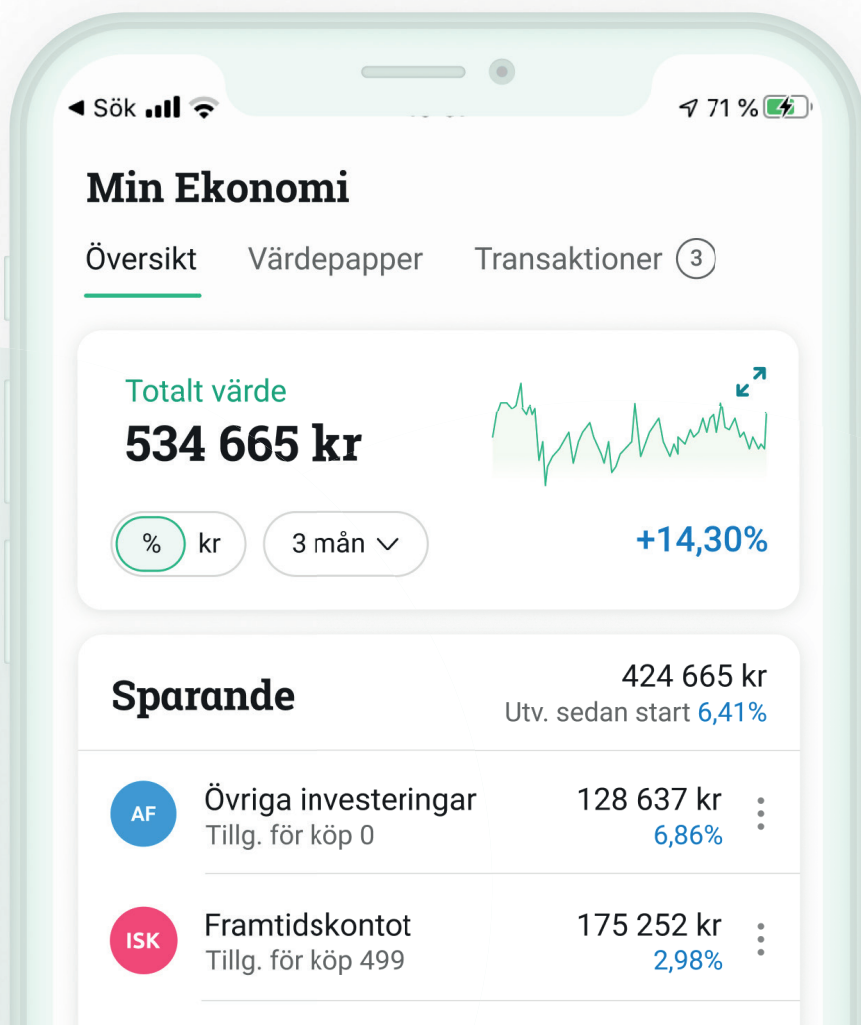 ◀ Sök 71 %
Min Ekonomi
Översikt Värdepapper Transaktioner 3
Totalt värde
534 665 kr
% kr 3 mån +14,30%
Sparande 424 665 kr
Utv. sedan start 6,41%
AF Övriga investeringar 128 637 kr
Tillg. för köp 0 6,86%
ISK Framtidskontot 175 252 kr
Tillg. för köp 499 2,98%